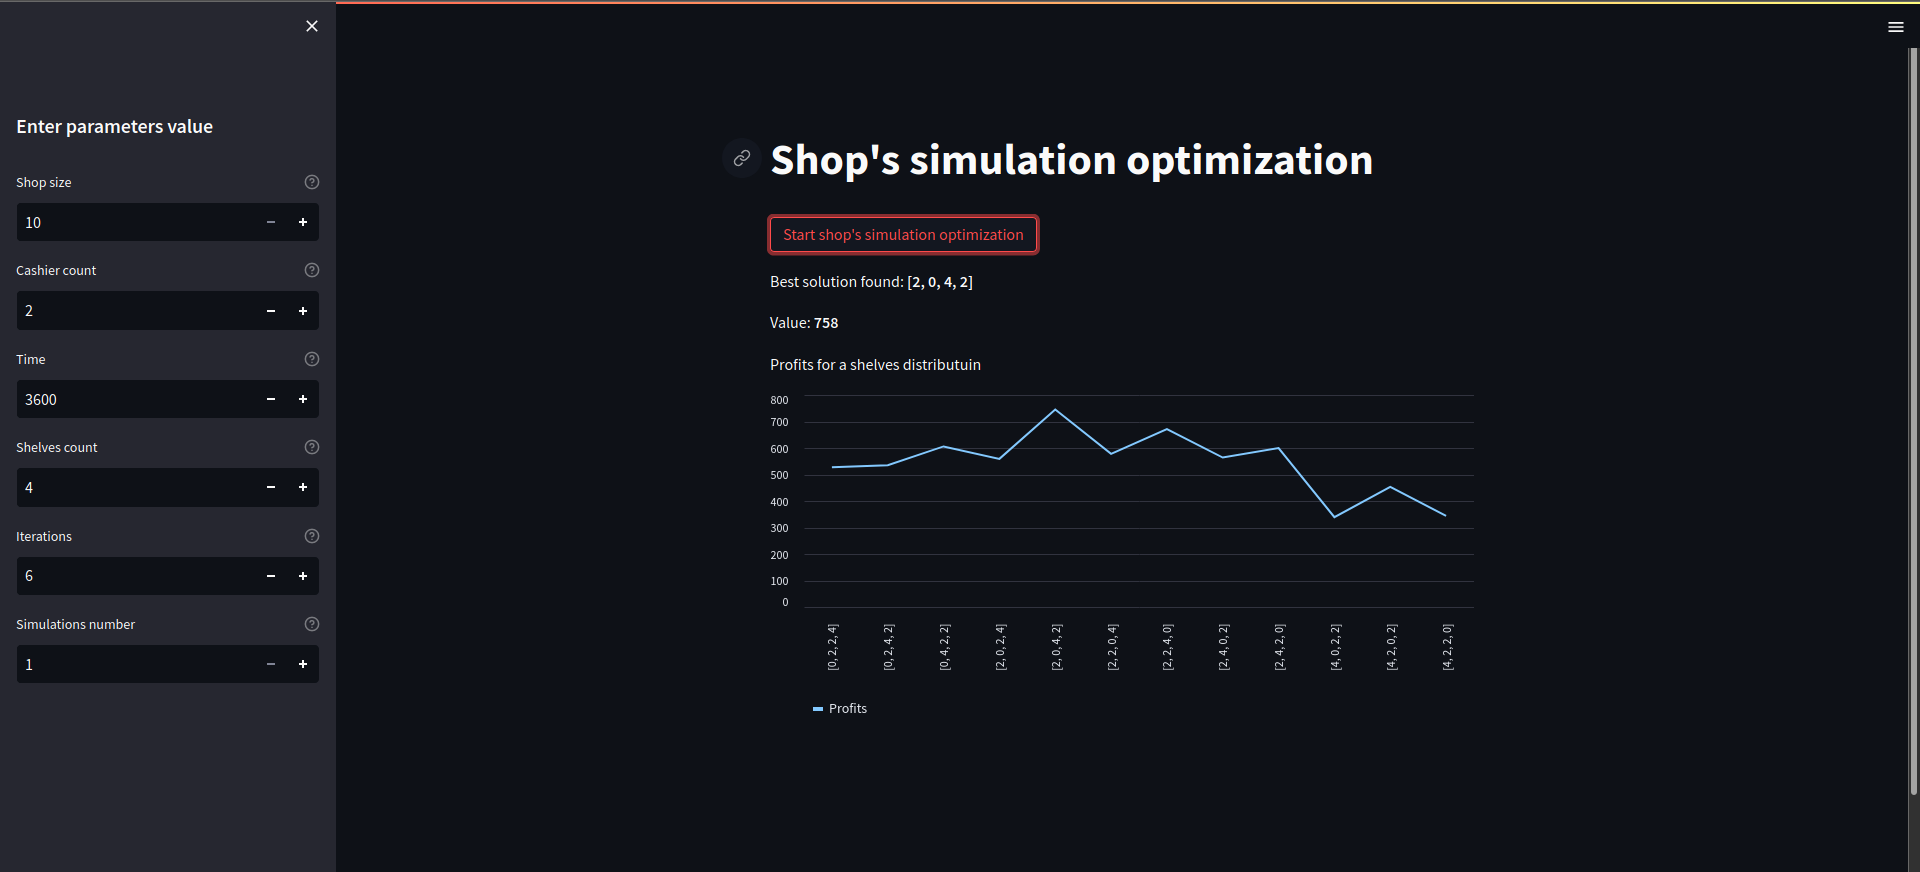 Enter parameters value
Shop size
10
Cashier count
2
Time
3600
Shelves count
4
Iterations
6
Simulations number
1
Shop's simulation optimization
Start shop's simulation optimization
Best solution found: [2, 0, 4, 2]
Value: 758
Profits for a shelves distributuin
800
700
600
500
400
300
200
100
0
[0, 2, 2, 4]
[0, 2, 4, 2]
[0, 4, 2, 2]
[2, 0, 2, 4]
[2, 0, 4, 2]
[2, 2, 0, 4]
[2, 2, 4, 0]
[2, 4, 0, 2]
[2, 4, 2, 0]
[4, 0, 2, 2]
[4, 2, 0, 2]
[4, 2, 2, 0]
Profits